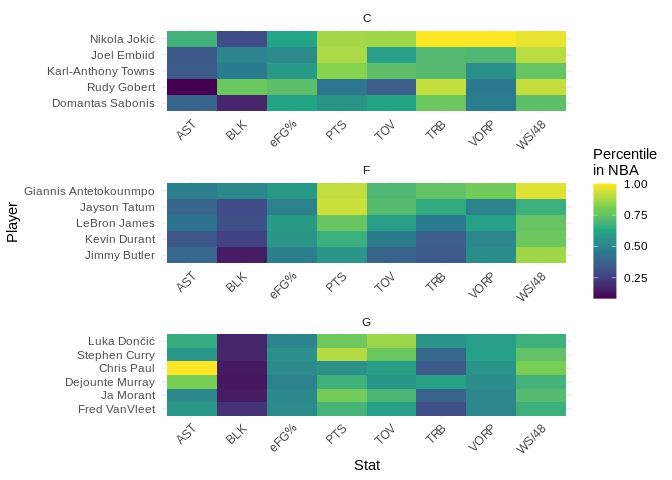 C
Nikola Jokić
Joel Embiid
Karl-Anthony Towns
Rudy Gobert
Domantas Sabonis
AST BLK eFG% PTS TOV TRB VORP WS/48
F
Giannis Antetokounmpo
Jayson Tatum
LeBron James
Kevin Durant
Jimmy Butler
AST BLK eFG% PTS TOV TRB VORP WS/48
G
Luka Dončić
Stephen Curry
Chris Paul
Dejounte Murray
Ja Morant
Fred VanVleet
AST BLK eFG% PTS TOV TRB VORP WS/48
Stat
Player
Percentile
in NBA
1.00
0.75
0.50
0.25